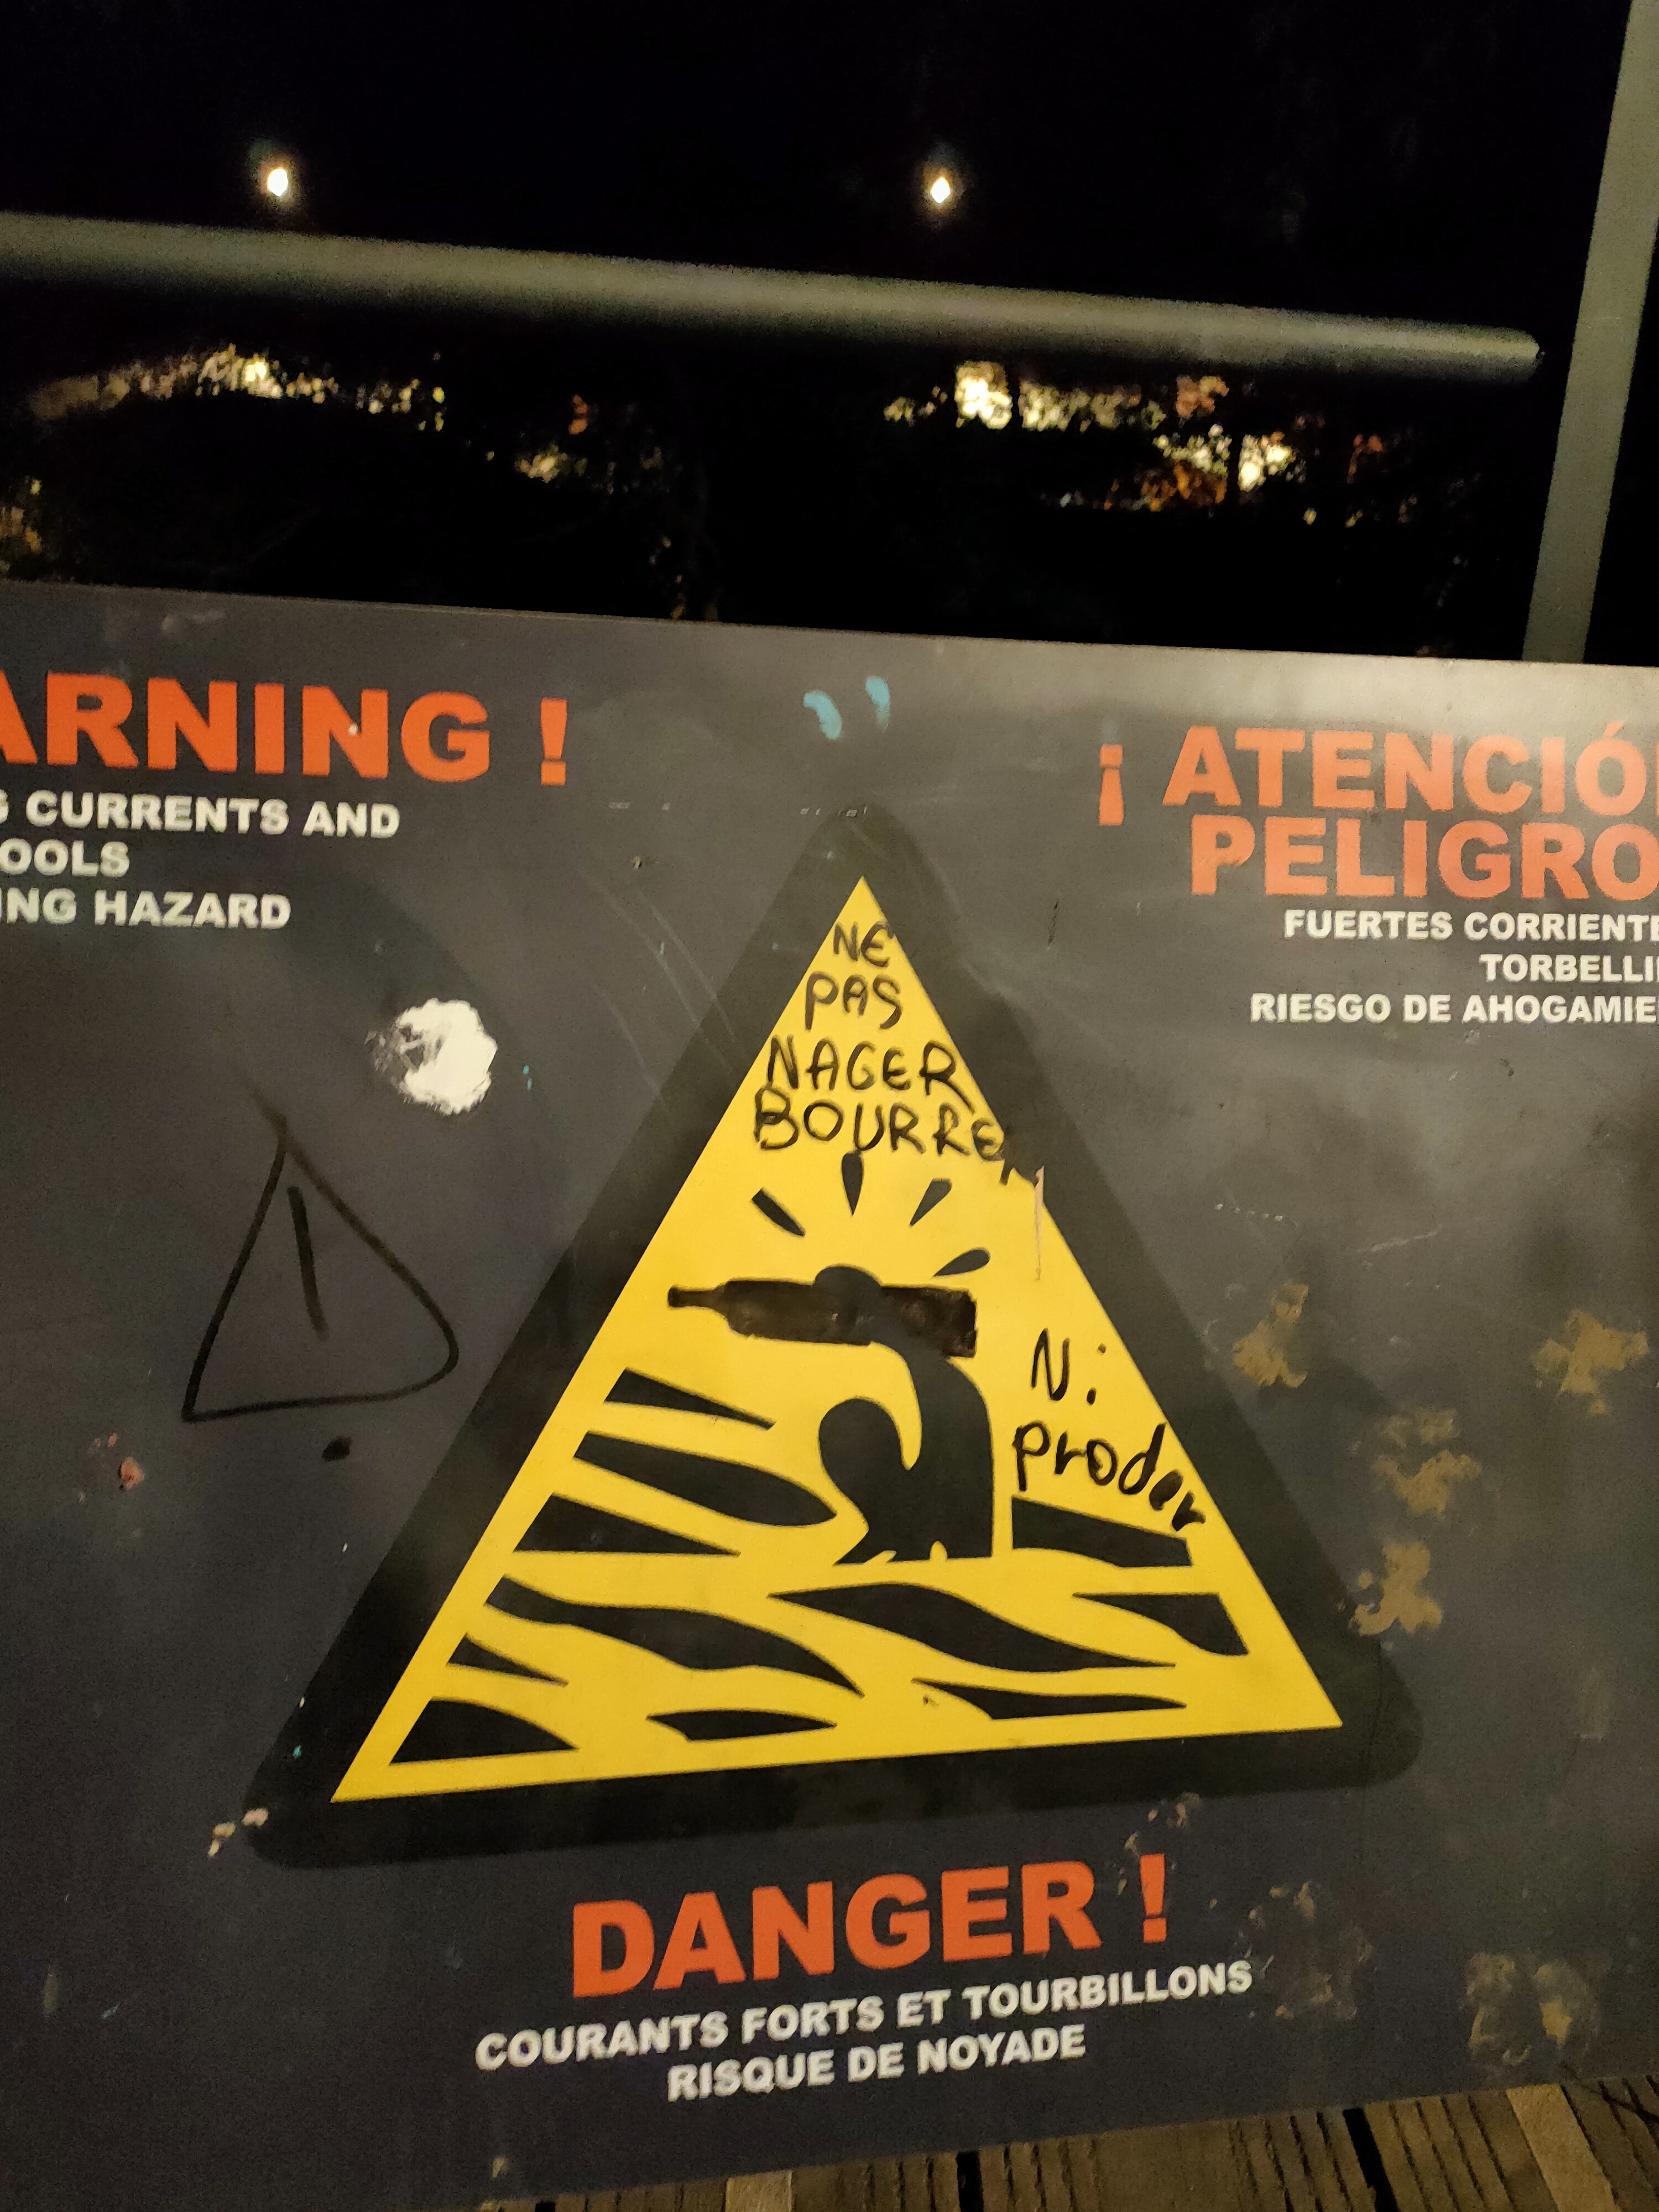 ARNING !
CURRENTS AND
OOLS
ING HAZARD
¡ ATENCIÓ
PELIGRO
FUERTES CORRIENTE
TORBELLI
RIESGO DE AHOGAMIE
NE
PAS
NAGER
BOURRER
N:
proder
DANGER !
COURANTS FORTS ET TOURBILLONS
RISQUE DE NOYADE